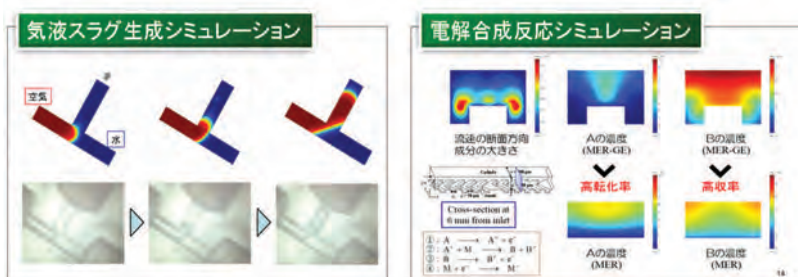 気液スラグ生成シミュレーション
空気
水
電解合成反応シミュレーション
流速の断面方向
成分の大きさ
Aの濃度
(MER-GE)
Bの濃度
(MER-GE)
高転化率
高収率
Cross-section at
6 mm from inlet
Aの濃度
(MER)
Bの濃度
(MER)
①: A ⟶ A⁺ + e⁻
②: A⁺ + M ⟶ B + H⁺
③: B ⟶ B⁺ + e⁻
④: M + e⁻ ⟶ M⁻